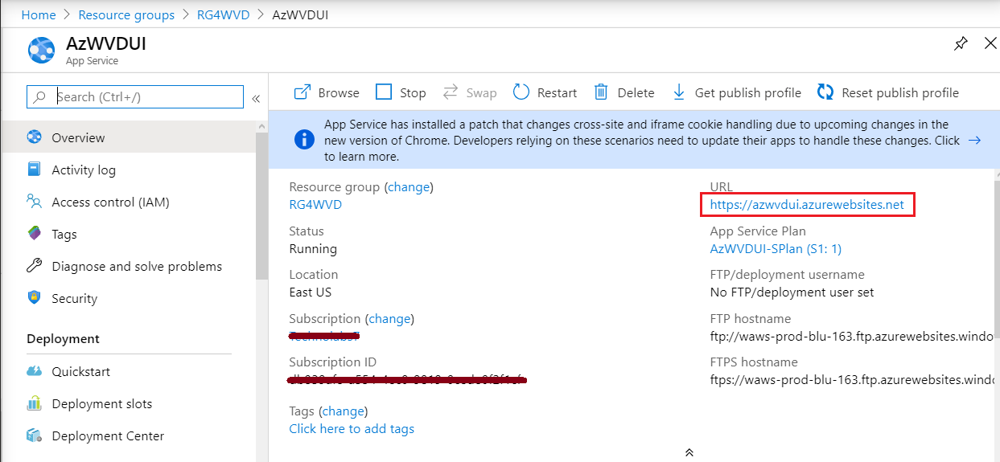 Home > Resource groups > RG4WVD > AzWVDUI
AzWVDUI
App Service
Search (Ctrl+/)
«
Overview
Activity log
Access control (IAM)
Tags
Diagnose and solve problems
Security
Deployment
Quickstart
Deployment slots
Deployment Center
Browse Stop Swap Restart Delete Get publish profile Reset publish profile
App Service has installed a patch that changes cross-site and iframe cookie handling due to upcoming changes in the
new version of Chrome. Developers relying on these scenarios need to update their apps to handle these changes. Click
to learn more.
Resource group (change)
RG4WVD
Status
Running
Location
East US
Subscription (change)
Subscription ID
Tags (change)
Click here to add tags
URL
https://azwvdui.azurewebsites.net
App Service Plan
AzWVDUI-SPlan (S1: 1)
FTP/deployment username
No FTP/deployment user set
FTP hostname
ftp://waws-prod-blu-163.ftp.azurewebsites.windo
FTPS hostname
ftps://waws-prod-blu-163.ftp.azurewebsites.windo